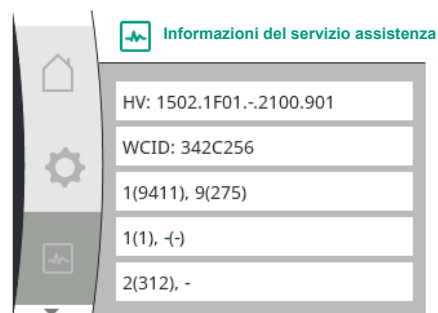 Informazioni del servizio assistenza
HV: 1502.1F01.-.2100.901
WCID: 342C256
1(9411), 9(275)
1(1), -(-)
2(312), -